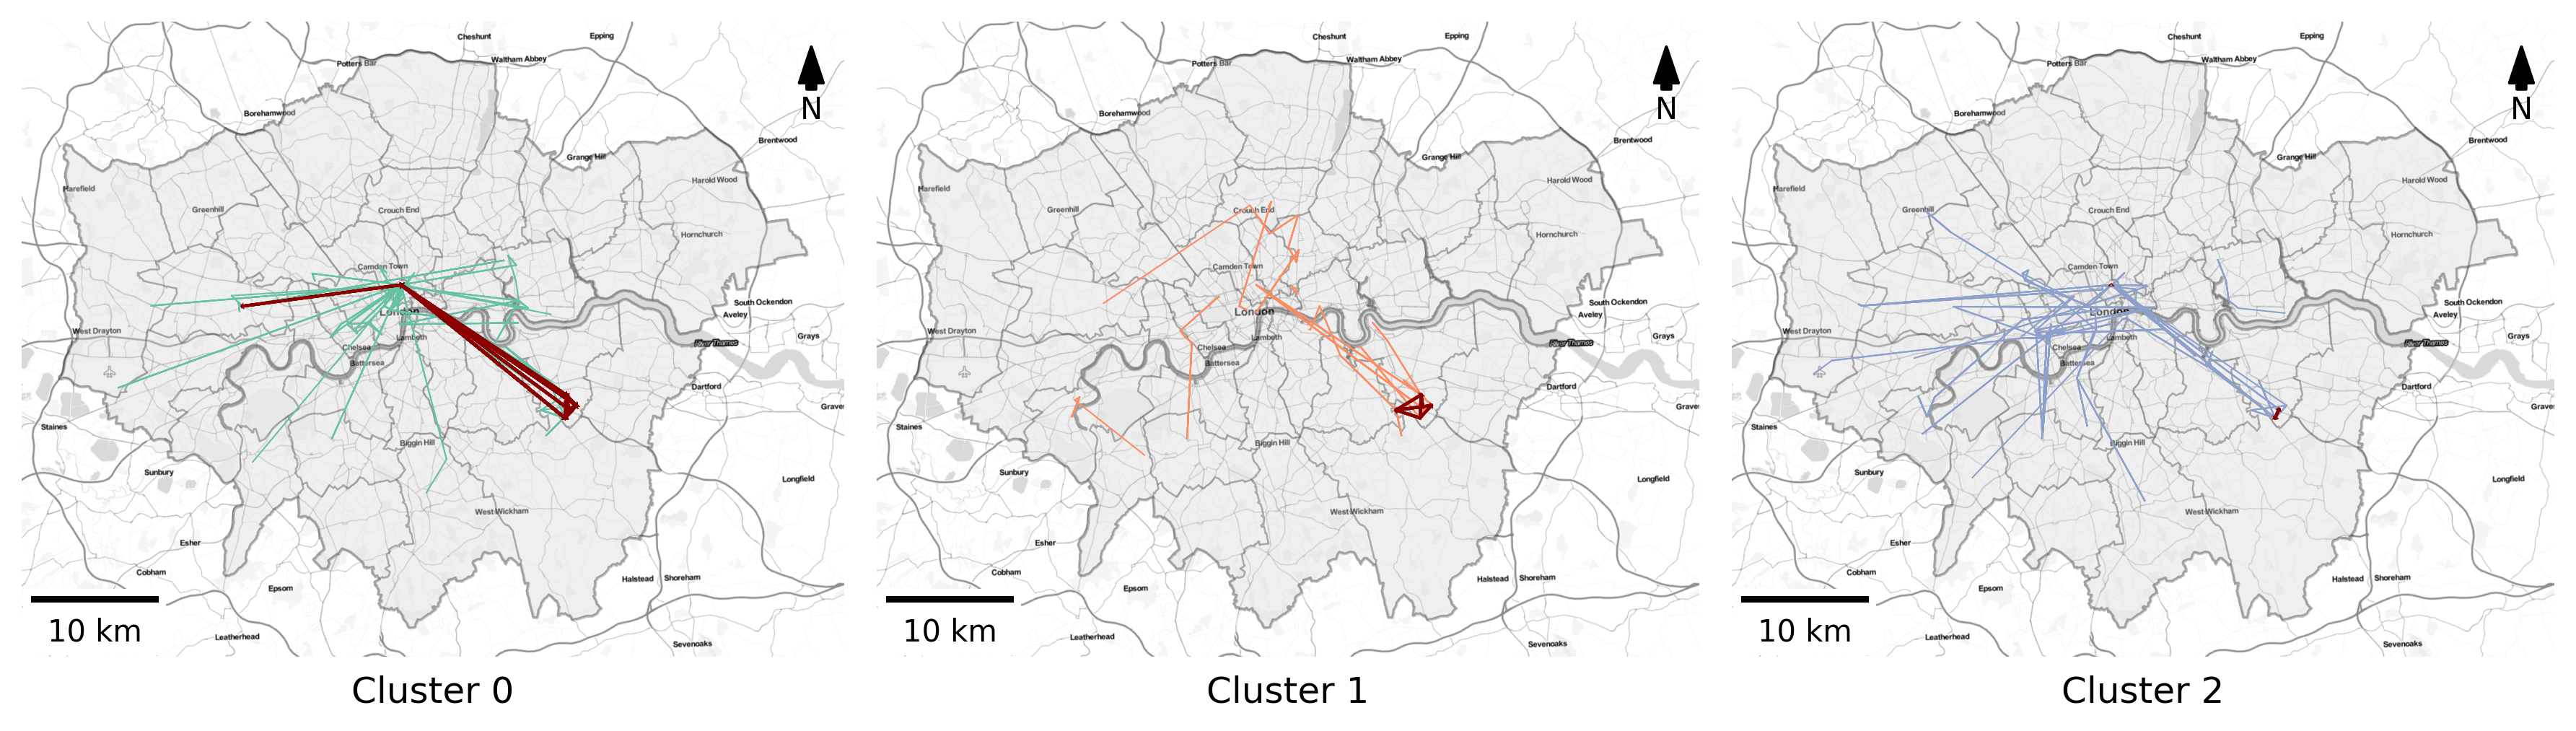 Cheshunt
Epping
Potters Bar
Waltham Abbey
N
Borehamwood
Brentwood
Grange Hill
Harold Wood
Harefield
Greenhill
Crouch End
Hornchurch
Camden Town
South Ockendon
London
Aveley
West Drayton
Lambeth
Grays
Chelsea
River Thames
Battersea
Dartford
Graves
Staines
Biggin Hill
Sunbury
Longfield
West Wickham
Esher
Cobham
Halstead
Shoreham
Epsom
10 km
Leatherhead
Sevenoaks
Cluster 0
Cheshunt
Epping
Potters Bar
Waltham Abbey
N
Borehamwood
Brentwood
Grange Hill
Harold Wood
Harefield
Greenhill
Crouch End
Hornchurch
Camden Town
South Ockendon
London
Aveley
West Drayton
Lambeth
Grays
Chelsea
River Thames
Battersea
Dartford
Graves
Staines
Biggin Hill
Sunbury
Longfield
West Wickham
Esher
Cobham
Halstead
Shoreham
Epsom
10 km
Leatherhead
Sevenoaks
Cluster 1
Cheshunt
Epping
Potters Bar
Waltham Abbey
N
Borehamwood
Brentwood
Grange Hill
Harold Wood
Harefield
Greenhill
Crouch End
Hornchurch
Camden Town
South Ockendon
London
Aveley
West Drayton
Lambeth
Grays
Chelsea
River Thames
Battersea
Dartford
Graves
Staines
Biggin Hill
Sunbury
Longfield
West Wickham
Esher
Cobham
Halstead
Shoreham
Epsom
10 km
Leatherhead
Sevenoaks
Cluster 2